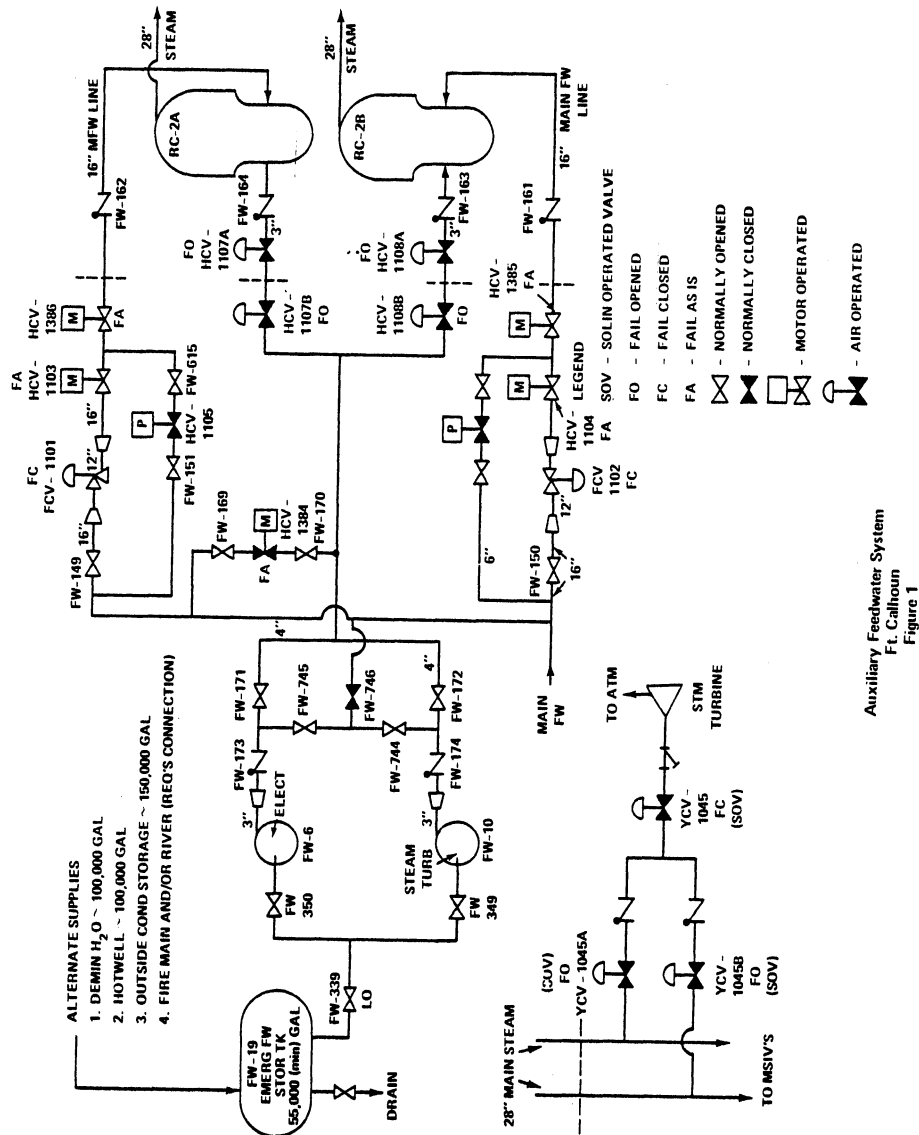 ALTERNATE SUPPLIES
1. DEMIN H2O ~ 100,000 GAL
2. HOTWELL ~ 100,000 GAL
3. OUTSIDE COND STORAGE ~ 150,000 GAL
4. FIRE MAIN AND/OR RIVER (REQ'S CONNECTION)
FW-19
EMERG FW
STOR TK
55,000 (min) GAL
DRAIN
FW-339
LO
FW
350
FW
349
FW-6
ELECT
3"
FW-10
STEAM
TURB
3"
FW-173
FW-174
FW-171
FW-745
FW-746
FW-744
FW-172
4"
4"
FW-149
16"
FC
FCV-1101
12"
16"
FA
HCV-
1103
M
HCV-
1386
M
FA
FW-151
P
HCV-
1105
FW-615
FW-162
16" MFW LINE
28"
STEAM
RC-2A
FW-169
M
HCV-
1384
FA
FW-170
HCV-
1107B
FO
FO
HCV-
1107A
3"
FW-164
28"
STEAM
RC-2B
HCV-
1108B
FO
FO
HCV-
1108A
3"
FW-163
MAIN
FW
6"
P
FW-150
16"
12"
FCV
1102
FC
M
HCV-
1104
FA
M
HCV-
1385
FA
FW-161
16"
MAIN FW
LINE
28" MAIN STEAM
TO MSIV'S
(SOV)
FO
YCV-1045A
YCV-
1045B
FO
(SOV)
YCV-
1045
FC
(SOV)
TO ATM
STM
TURBINE
LEGEND
SOV - SOLIN OPERATED VALVE
FO - FAIL OPENED
FC - FAIL CLOSED
FA - FAIL AS IS
- NORMALLY OPENED
- NORMALLY CLOSED
- MOTOR OPERATED
- AIR OPERATED
Auxiliary Feedwater System
Ft. Calhoun
Figure 1